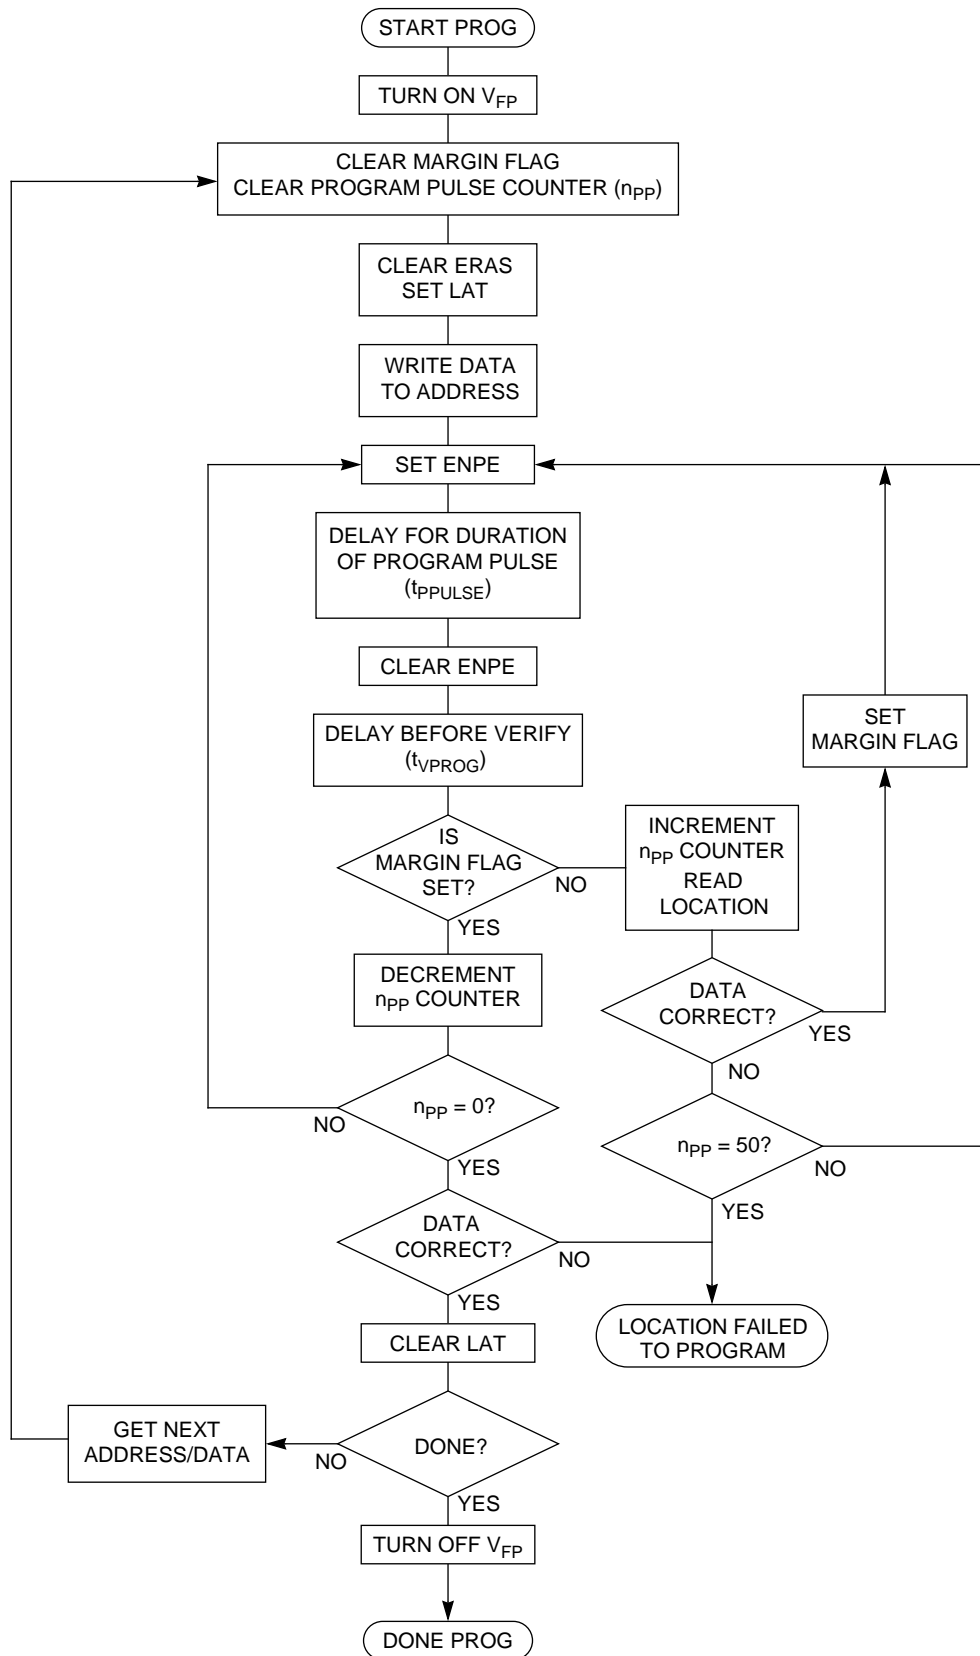 START PROG
TURN ON VFP
CLEAR MARGIN FLAG
CLEAR PROGRAM PULSE COUNTER (nPP)
CLEAR ERAS
SET LAT
WRITE DATA
TO ADDRESS
SET ENPE
DELAY FOR DURATION
OF PROGRAM PULSE
(tPPULSE)
CLEAR ENPE
DELAY BEFORE VERIFY
(tVPROG)
SET
MARGIN FLAG
IS
MARGIN FLAG
SET?
NO
YES
INCREMENT
nPP COUNTER
READ
LOCATION
DECREMENT
nPP COUNTER
DATA
CORRECT?
YES
NO
nPP = 0?
NO
YES
nPP = 50?
NO
YES
DATA
CORRECT?
NO
YES
LOCATION FAILED
TO PROGRAM
CLEAR LAT
DONE?
NO
YES
GET NEXT
ADDRESS/DATA
TURN OFF VFP
DONE PROG